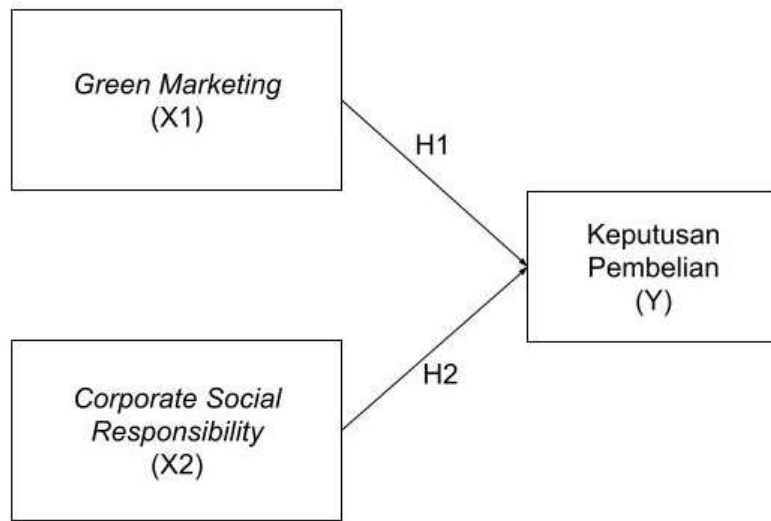 Green Marketing
(X1)
H1
Keputusan
Pembelian
(Y)
H2
Corporate Social
Responsibility
(X2)